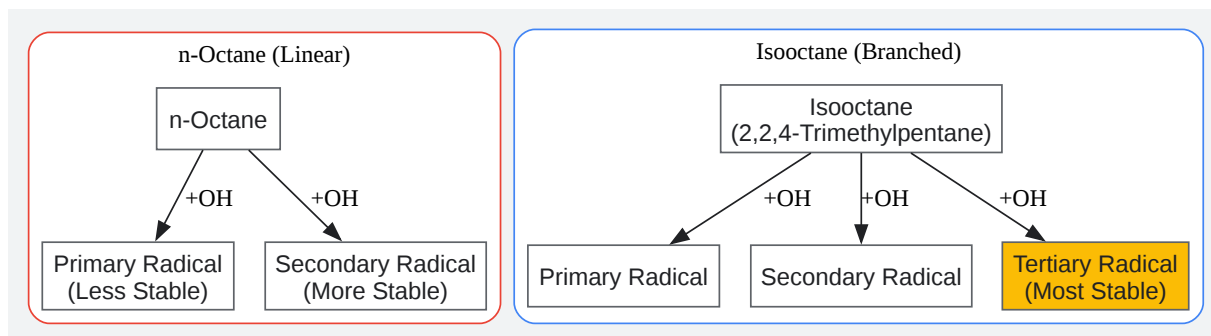 n-Octane (Linear)
n-Octane
+OH
+OH
Primary Radical
(Less Stable)
Secondary Radical
(More Stable)
Isooctane (Branched)
Isooctane
(2,2,4-Trimethylpentane)
+OH
+OH
+OH
Primary Radical
Secondary Radical
Tertiary Radical
(Most Stable)